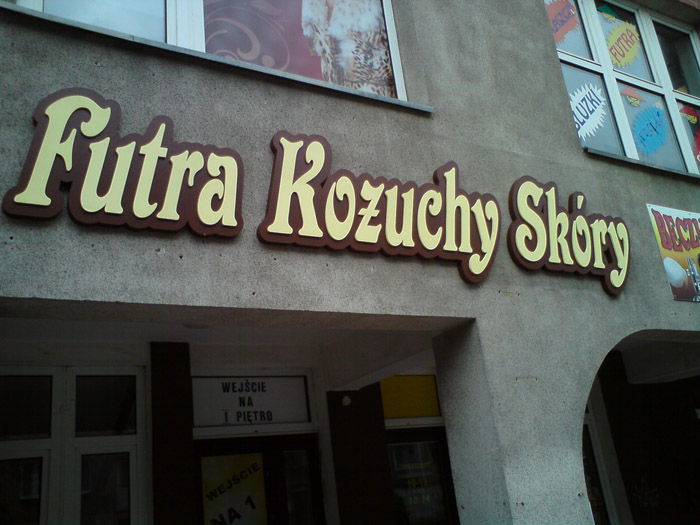 FUTRA
BLUZKI
Futra Kozuchy Skóry
WEJŚCIE
NA
I PIĘTRO
WEJŚCIE
NA 1